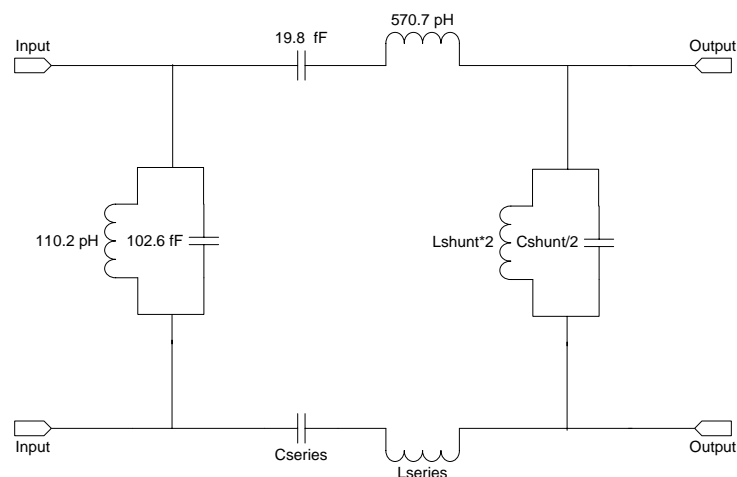 570.7 pH
19.8 fF
Input
Output
110.2 pH
102.6 fF
Lshunt*2
Cshunt/2
Input
Cseries
Lseries
Output